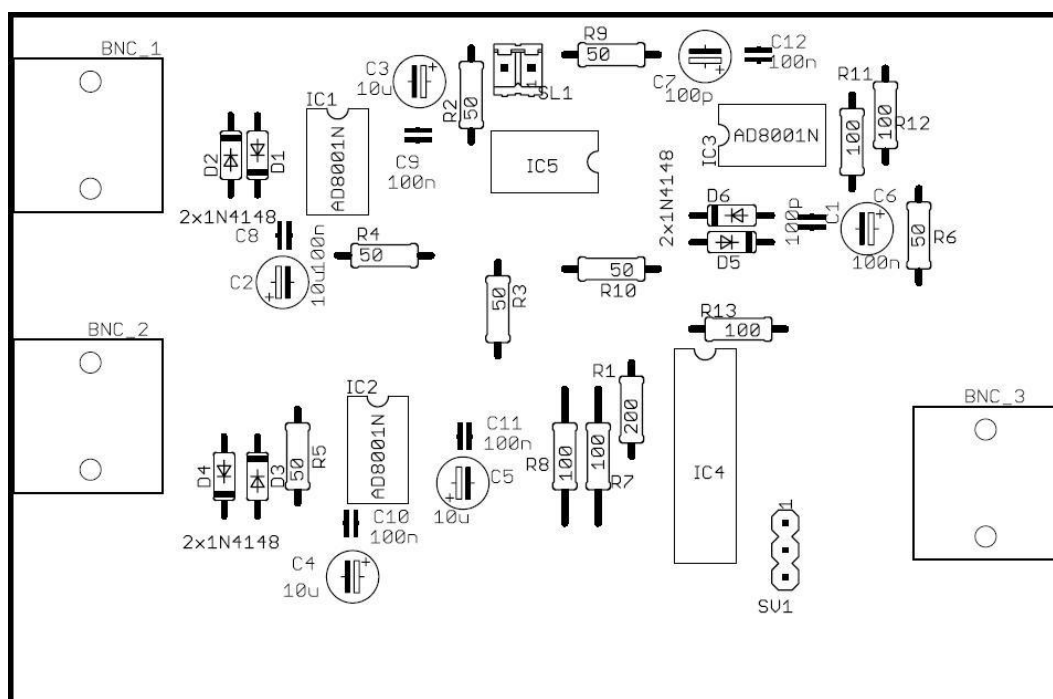 BNC_1
C3
10u
R2
50
SL1
1
R9
50
C7
100p
C12
100n
R11
100
100
R12
IC1
AD8001N
D2
D1
2x1N4148
C9
100n
IC5
IC3
AD8001N
2x1N4148
D6
D5
100p
C1
C6
100n
50
R6
C8
100n
C2
10u
R4
50
50
R3
50
R10
R13
100
BNC_2
IC2
AD8001N
R1
200
BNC_3
D4
D3
50
R5
2x1N4148
C11
100n
C5
10u
R8
100
100
R7
IC4
C10
100n
C4
10u
1
SV1